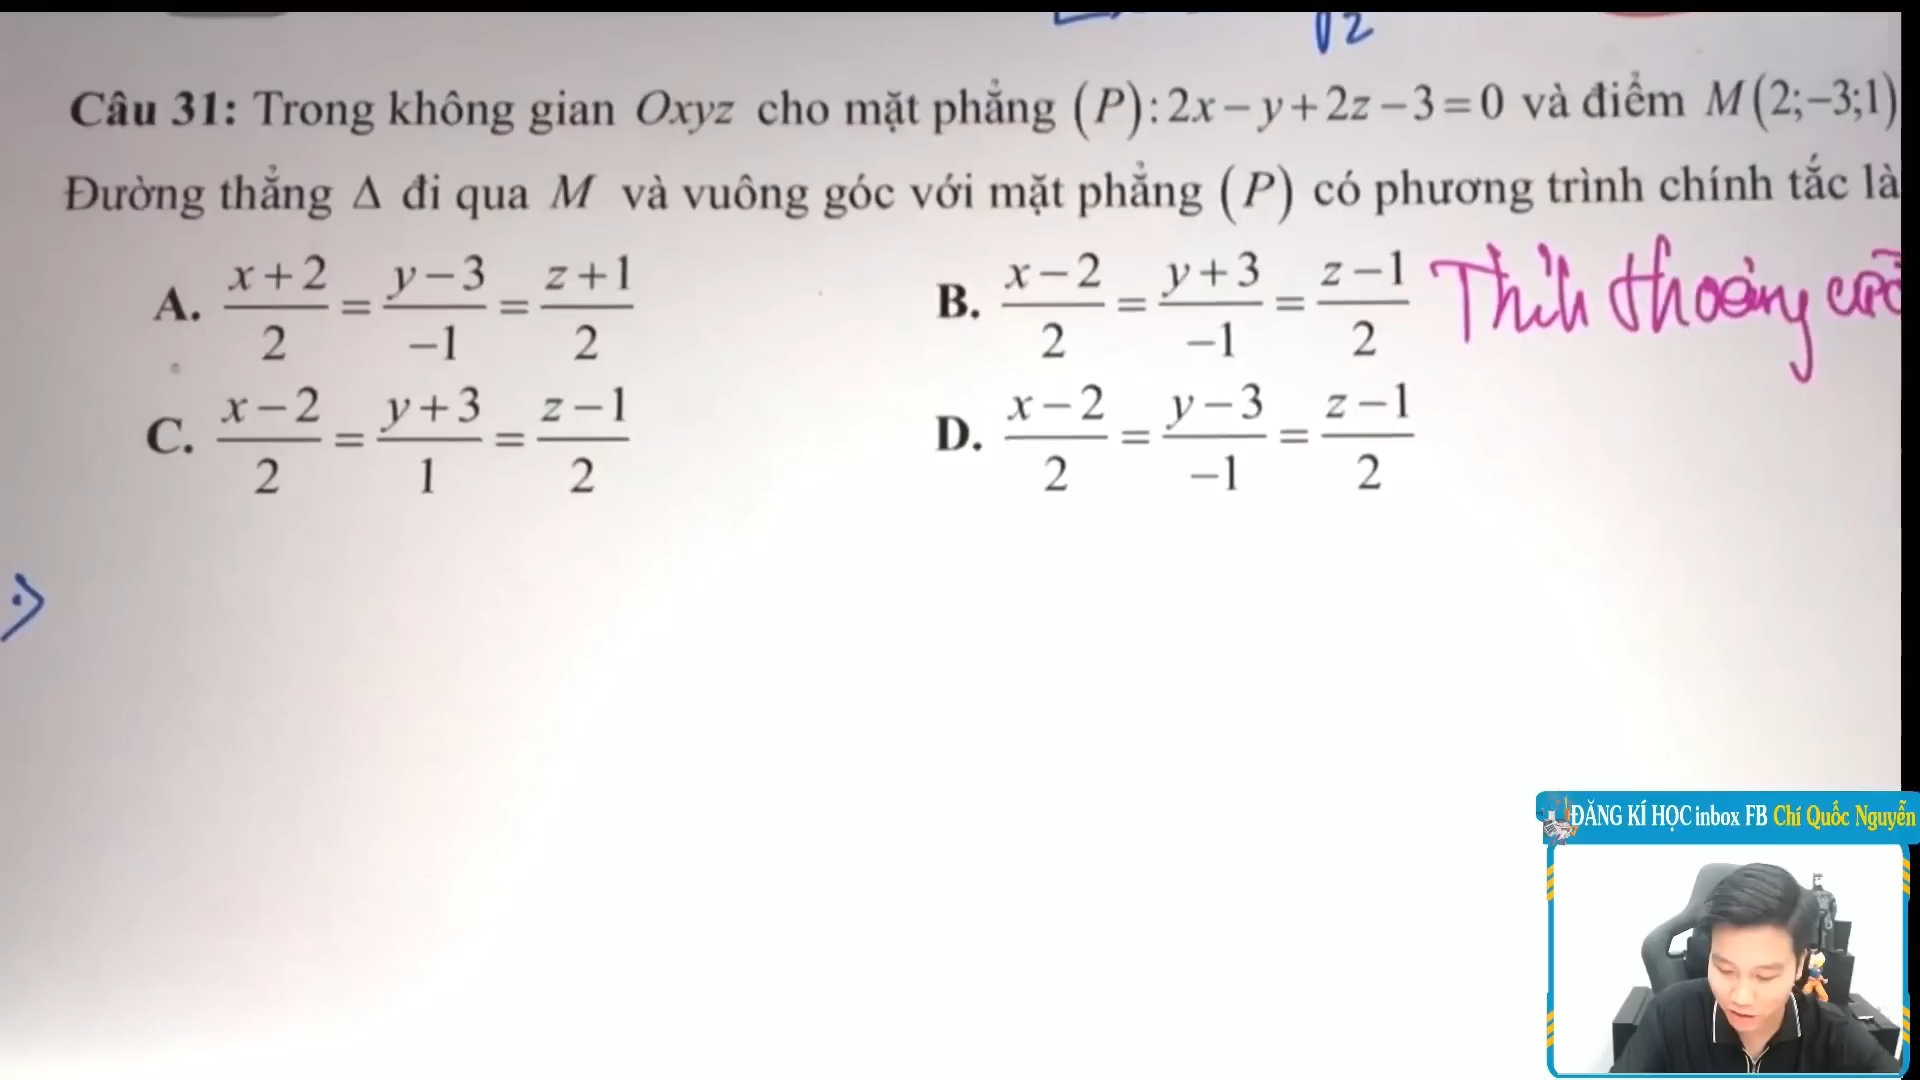 Câu 31: Trong không gian Oxyz cho mặt phẳng (P): 2x − y + 2z − 3 = 0 và điểm M(2;−3;1)
Đường thẳng Δ đi qua M và vuông góc với mặt phẳng (P) có phương trình chính tắc là
A. (x+2)/2 = (y−3)/−1 = (z+1)/2
B. (x−2)/2 = (y+3)/−1 = (z−1)/2
C. (x−2)/2 = (y+3)/1 = (z−1)/2
D. (x−2)/2 = (y−3)/−1 = (z−1)/2
ĐĂNG KÍ HỌC inbox FB Chí Quốc Nguyễn